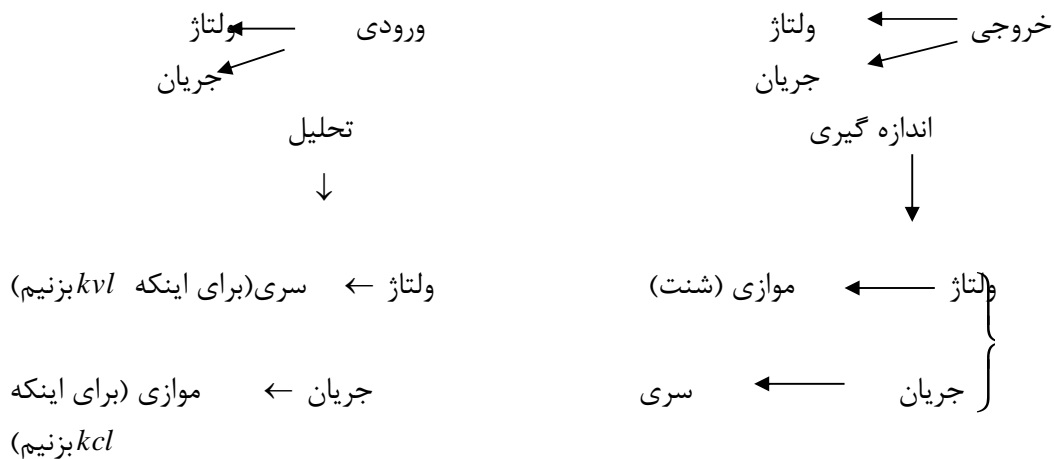 خروجی ← ولتاژ ورودی ← ولتاژ
جریان جریان
اندازه گیری تحلیل
↓ ↓
ولتاژ ← موازی (شنت) ولتاژ ← سری(برای اینکه kvl بزنیم)
جریان ← سری جریان ← موازی (برای اینکه
kcl بزنیم)